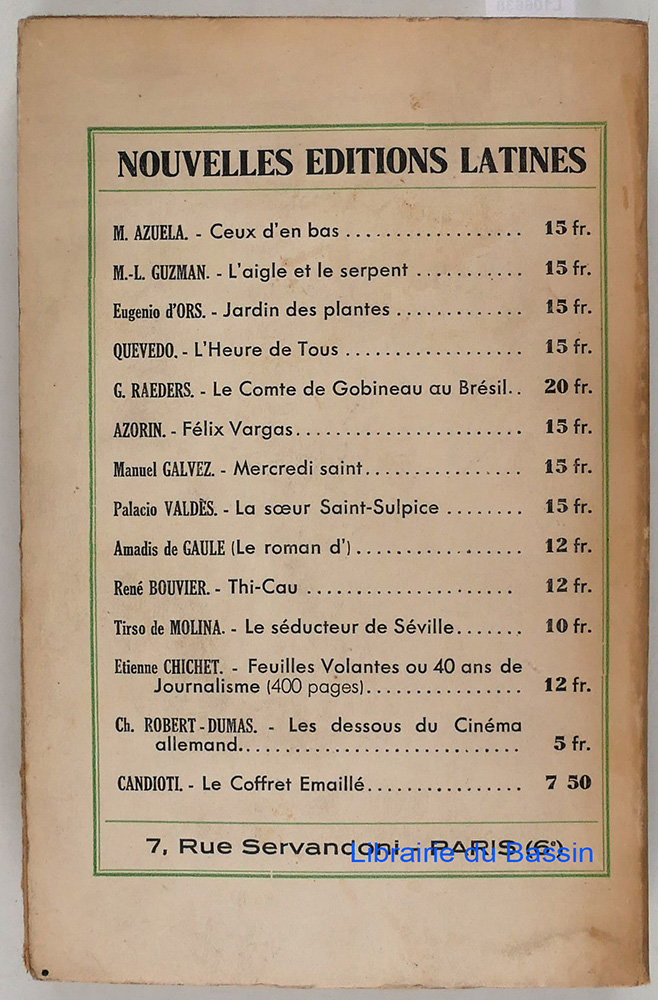 NOUVELLES EDITIONS LATINES
M. AZUELA. - Ceux d'en bas .................. 15 fr.
M.-L. GUZMAN. - L'aigle et le serpent ........... 15 fr.
Eugenio d'ORS. - Jardin des plantes ............. 15 fr.
QUEVEDO. - L'Heure de Tous .................. 15 fr.
G. RAEDERS. - Le Comte de Gobineau au Brésil.. 20 fr.
AZORIN. - Félix Vargas....................... 15 fr.
Manuel GALVEZ. - Mercredi saint................ 15 fr.
Palacio VALDÈS. - La sœur Saint-Sulpice ........ 15 fr.
Amadis de GAULE (Le roman d') ................. 12 fr.
René BOUVIER. - Thi-Cau ..................... 12 fr.
Tirso de MOLINA. - Le séducteur de Séville....... 10 fr.
Etienne CHICHET. - Feuilles Volantes ou 40 ans de
Journalisme (400 pages)................ 12 fr.
Ch. ROBERT-DUMAS. - Les dessous du Cinéma
allemand............................ 5 fr.
CANDIOTI. - Le Coffret Emaillé................ 7 50
7, Rue Servandoni - PARIS (6e)
Librairie du Bassin